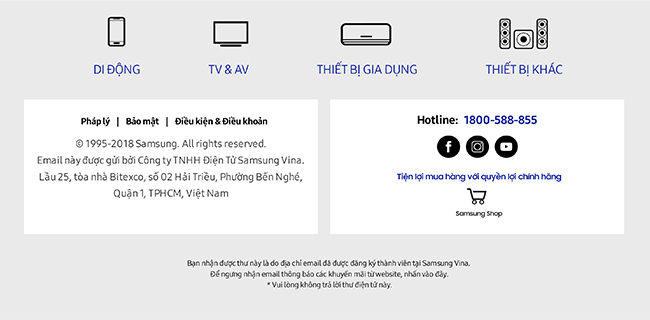 DI ĐỘNG TV & AV THIẾT BỊ GIA DỤNG THIẾT BỊ KHÁC
Pháp lý | Bảo mật | Điều kiện & Điều khoản
© 1995-2018 Samsung. All rights reserved.
Email này được gửi bởi Công ty TNHH Điện Tử Samsung Vina.
Lầu 25, tòa nhà Bitexco, số 02 Hải Triều, Phường Bến Nghé,
Quận 1, TPHCM, Việt Nam
Hotline: 1800-588-855
Tiện lợi mua hàng với quyền lợi chính hãng
Samsung Shop
Bạn nhận được thư này là do địa chỉ email đã được đăng ký thành viên tại Samsung Vina.
Để ngưng nhận email thông báo các khuyến mãi từ website, nhấn vào đây.
* Vui lòng không trả lời thư điện tử này.